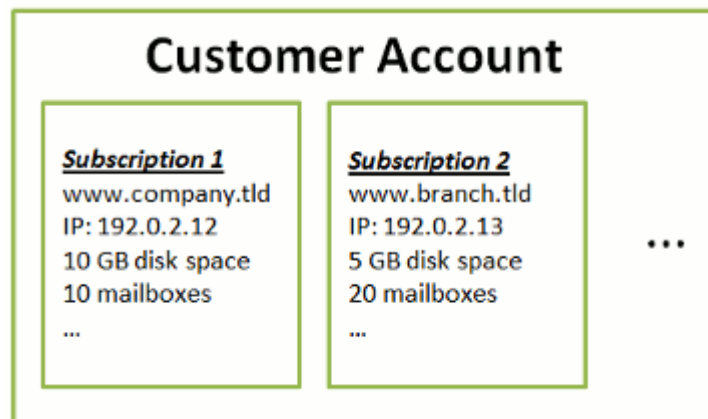 Customer Account
Subscription 1
www.company.tld
IP: 192.0.2.12
10 GB disk space
10 mailboxes
...
Subscription 2
www.branch.tld
IP: 192.0.2.13
5 GB disk space
20 mailboxes
...
...